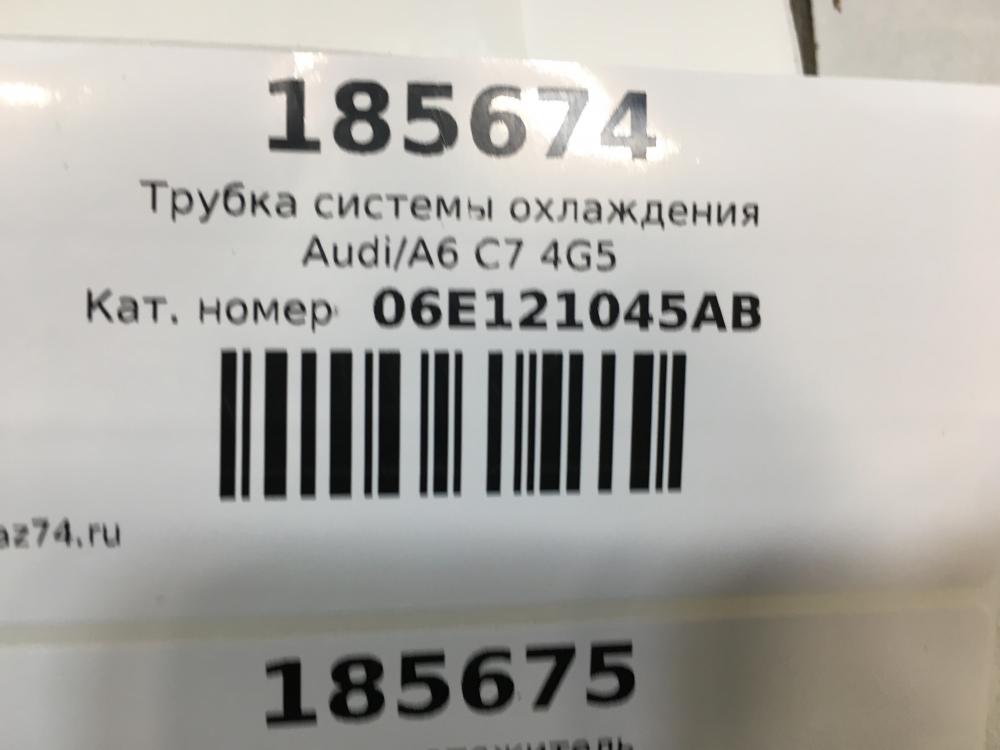 185674
Трубка системы охлаждения
Audi/A6 C7 4G5
Кат. номер 06E121045AB
az74.ru
185675